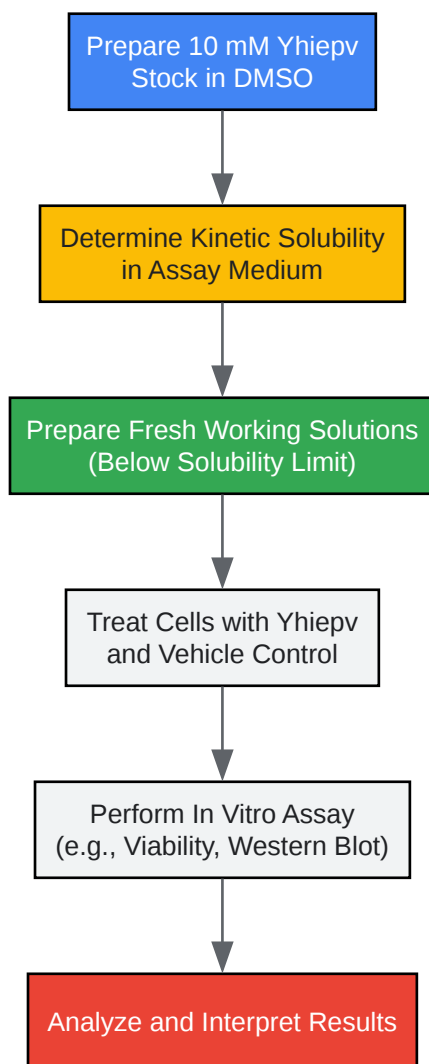 Prepare 10 mM Yhiepv
Stock in DMSO
Determine Kinetic Solubility
in Assay Medium
Prepare Fresh Working Solutions
(Below Solubility Limit)
Treat Cells with Yhiepv
and Vehicle Control
Perform In Vitro Assay
(e.g., Viability, Western Blot)
Analyze and Interpret Results